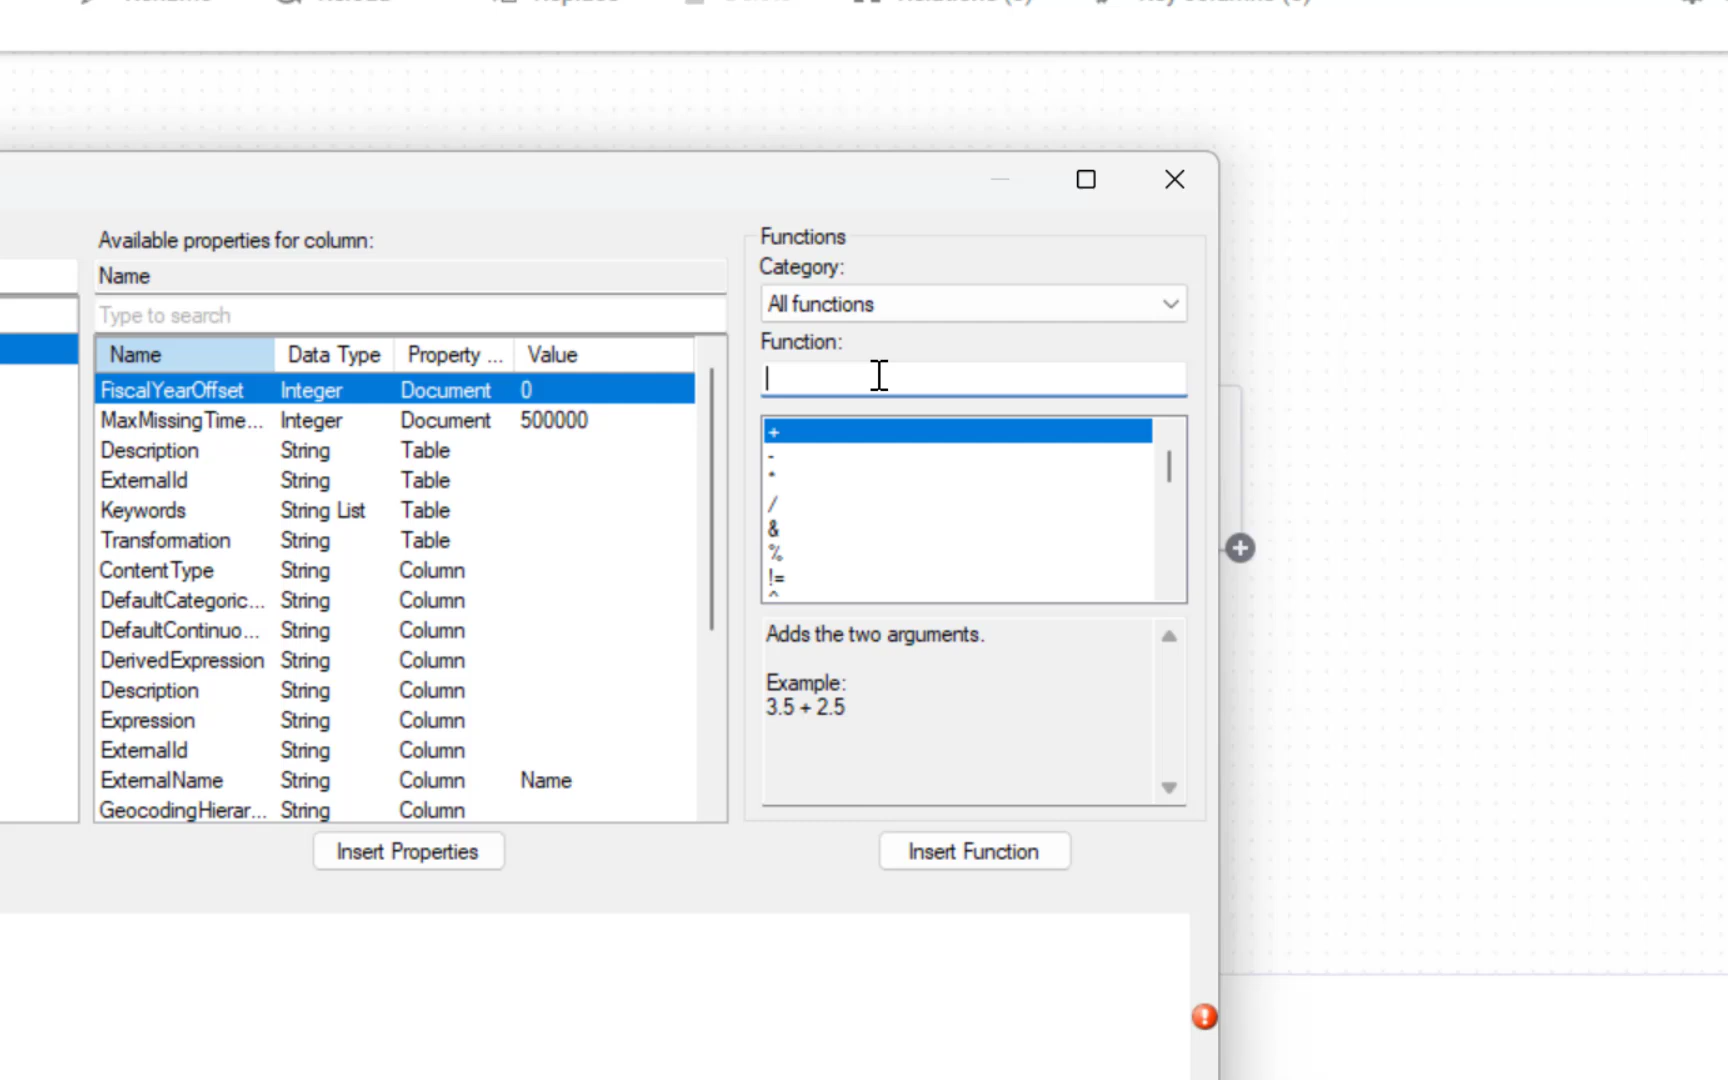 Available properties for column:
Name
Type to search
Name Data Type Property ... Value
FiscalYearOffset Integer Document 0
MaxMissingTime... Integer Document 500000
Description String Table
ExternalId String Table
Keywords String List Table
Transformation String Table
ContentType String Column
DefaultCategoric... String Column
DefaultContinuo... String Column
DerivedExpression String Column
Description String Column
Expression String Column
ExternalId String Column
ExternalName String Column Name
GeocodingHierar... String Column
Insert Properties
Functions
Category:
All functions
Function:
+
-
*
/
&
%
!=
^
Adds the two arguments.
Example:
3.5 + 2.5
Insert Function